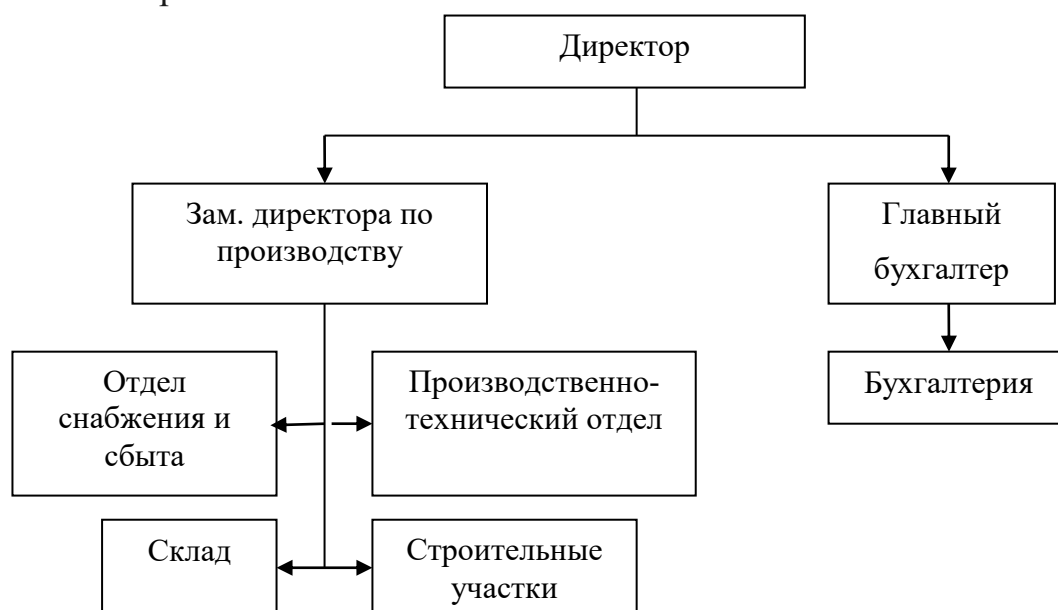 Директор
Зам. директора по
производству
Главный
бухгалтер
Отдел
снабжения и
сбыта
Производственно-
технический отдел
Бухгалтерия
Склад
Строительные
участки